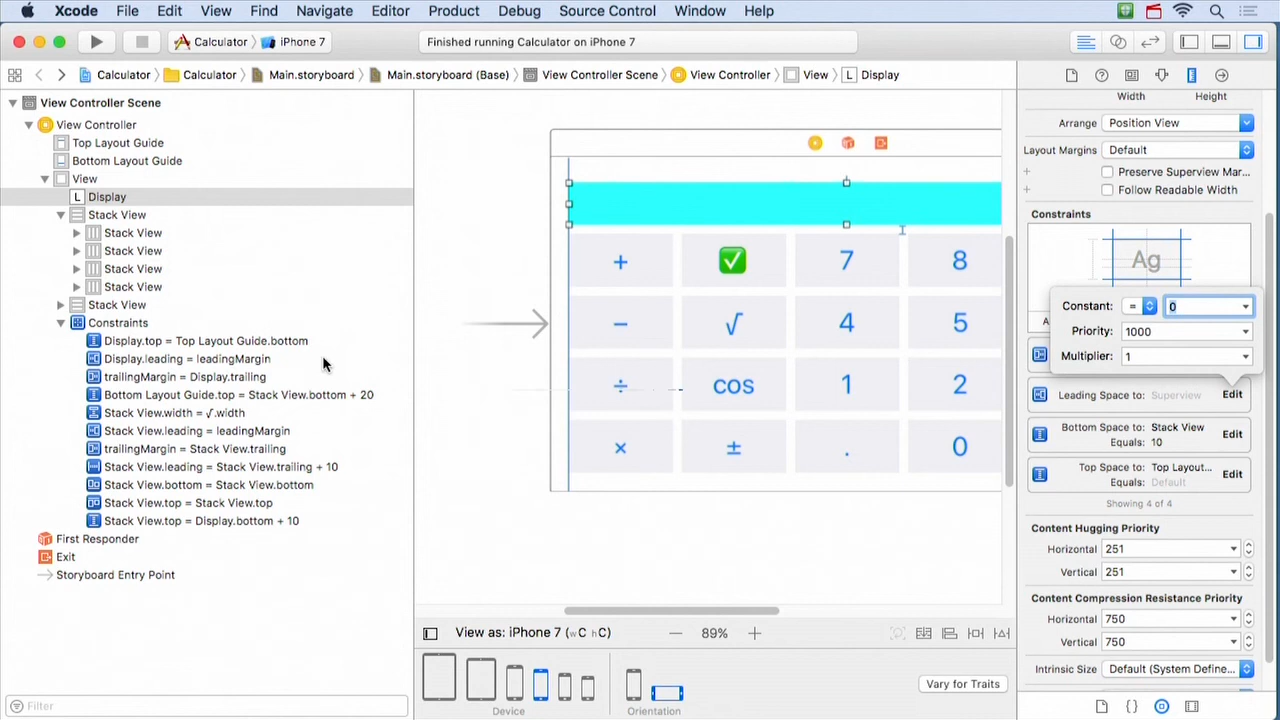 Xcode File Edit View Find Navigate Editor Product Debug Source Control Window Help
Calculator iPhone 7
Finished running Calculator on iPhone 7
Calculator Calculator Main.storyboard Main.storyboard (Base) View Controller Scene View Controller View L Display
View Controller Scene
View Controller
Top Layout Guide
Bottom Layout Guide
View
L Display
Stack View
Stack View
Stack View
Stack View
Stack View
Stack View
Constraints
Display.top = Top Layout Guide.bottom
Display.leading = leadingMargin
trailingMargin = Display.trailing
Bottom Layout Guide.top = Stack View.bottom + 20
Stack View.width = √.width
Stack View.leading = leadingMargin
trailingMargin = Stack View.trailing
Stack View.leading = Stack View.trailing + 10
Stack View.bottom = Stack View.bottom
Stack View.top = Stack View.top
Stack View.top = Display.bottom + 10
First Responder
Exit
Storyboard Entry Point
Filter
+ ✅ 7 8
− √ 4 5
÷ cos 1 2
× ± . 0
View as: iPhone 7 (wC hC)
— 89% +
Device
Orientation
Vary for Traits
Width Height
Arrange Position View
Layout Margins Default
+ Preserve Superview Mar...
+ Follow Readable Width
Constraints
Ag
Constant: = 0
Priority: 1000
Multiplier: 1
Leading Space to: Superview Edit
Bottom Space to: Stack View
Equals: 10
Edit
Top Space to: Top Layout...
Equals: Default
Edit
Showing 4 of 4
Content Hugging Priority
Horizontal 251
Vertical 251
Content Compression Resistance Priority
Horizontal 750
Vertical 750
Intrinsic Size Default (System Define...